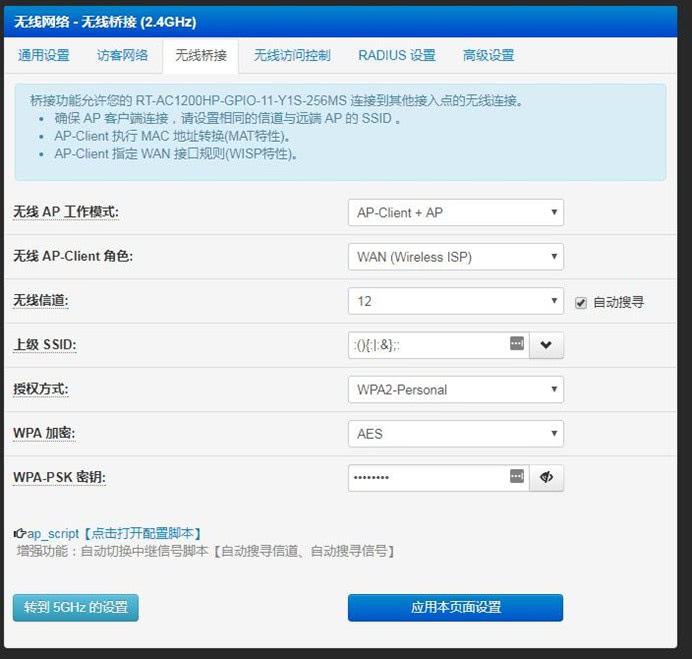 无线网络 - 无线桥接 (2.4GHz)
通用设置 访客网络 无线桥接 无线访问控制 RADIUS 设置 高级设置
桥接功能允许您的 RT-AC1200HP-GPIO-11-Y1S-256MS 连接到其他接入点的无线连接。
• 确保 AP 客户端连接，请设置相同的信道与远端 AP 的 SSID 。
• AP-Client 执行 MAC 地址转换(MAT特性)。
• AP-Client 指定 WAN 接口规则(WISP特性)。
无线 AP 工作模式: AP-Client + AP
无线 AP-Client 角色: WAN (Wireless ISP)
无线信道: 12 自动搜寻
上级 SSID: :(){:|:&};:
授权方式: WPA2-Personal
WPA 加密: AES
WPA-PSK 密钥: ••••••••
ap_script【点击打开配置脚本】
增强功能：自动切换中继信号脚本【自动搜寻信道、自动搜寻信号】
转到 5GHz 的设置 应用本页面设置